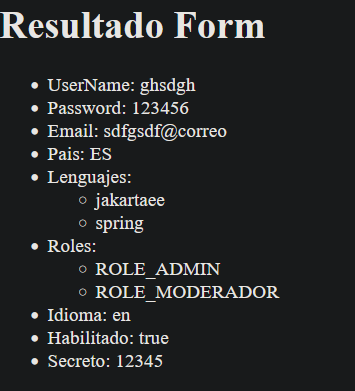 Resultado Form
UserName: ghsdgh
Password: 123456
Email: sdfgsdf@correo
Pais: ES
Lenguajes:
jakartaee
spring
Roles:
ROLE_ADMIN
ROLE_MODERADOR
Idioma: en
Habilitado: true
Secreto: 12345